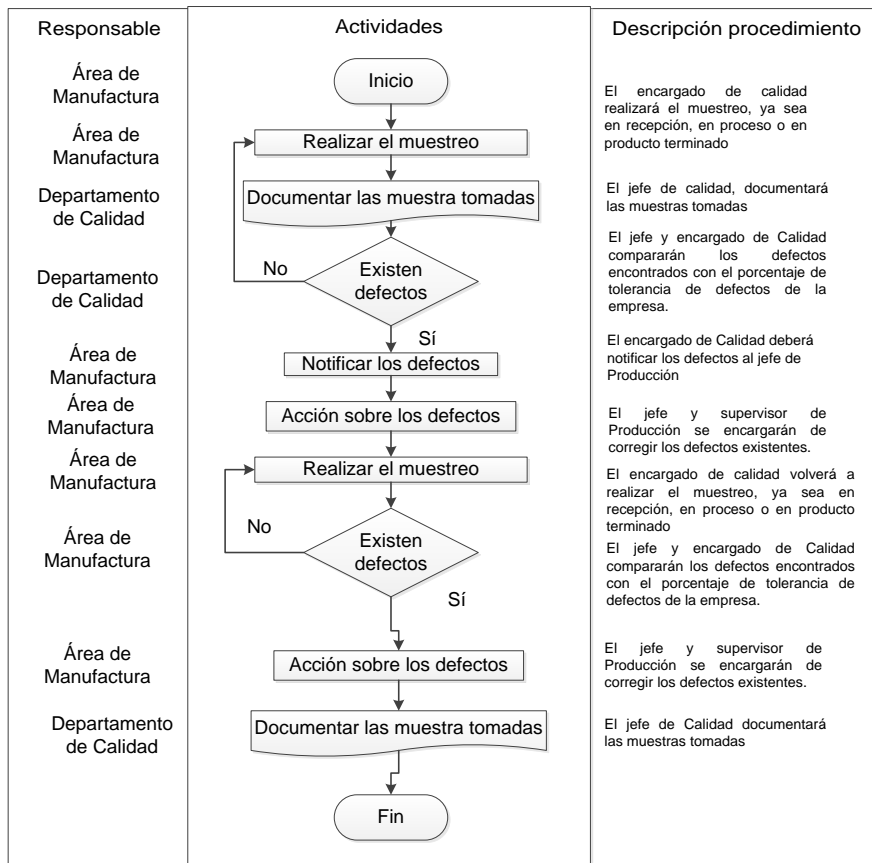 Responsable
Actividades
Descripción procedimiento
Área de
Manufactura
Inicio
El encargado de calidad
realizará el muestreo, ya sea
en recepción, en proceso o en
producto terminado
Área de
Manufactura
Realizar el muestreo
Departamento
de Calidad
Documentar las muestra tomadas
El jefe de calidad, documentará
las muestras tomadas
Departamento
de Calidad
No
Existen
defectos
El jefe y encargado de Calidad
compararán los defectos
encontrados con el porcentaje de
tolerancia de defectos de la
empresa.
Sí
Área de
Manufactura
Notificar los defectos
El encargado de Calidad deberá
notificar los defectos al jefe de
Producción
Área de
Manufactura
Acción sobre los defectos
El jefe y supervisor de
Producción se encargarán de
corregir los defectos existentes.
Área de
Manufactura
Realizar el muestreo
El encargado de calidad volverá a
realizar el muestreo, ya sea en
recepción, en proceso o en producto
terminado
Área de
Manufactura
No
Existen
defectos
El jefe y encargado de Calidad
compararán los defectos encontrados
con el porcentaje de tolerancia de
defectos de la empresa.
Sí
Área de
Manufactura
Acción sobre los defectos
El jefe y supervisor de
Producción se encargarán de
corregir los defectos existentes.
Departamento
de Calidad
Documentar las muestra tomadas
El jefe de Calidad documentará
las muestras tomadas
Fin